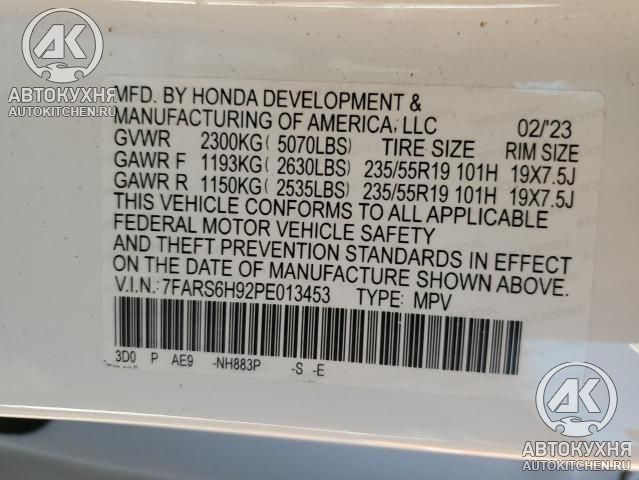 AK
АВТОКУХНЯ
AUTOKITCHEN.RU
MFD. BY HONDA DEVELOPMENT &
MANUFACTURING OF AMERICA, LLC 02/'23
GVWR 2300KG( 5070LBS) TIRE SIZE RIM SIZE
GAWR F 1193KG( 2630LBS) 235/55R19 101H 19X7.5J
GAWR R 1150KG( 2535LBS) 235/55R19 101H 19X7.5J
THIS VEHICLE CONFORMS TO ALL APPLICABLE
FEDERAL MOTOR VEHICLE SAFETY
AND THEFT PREVENTION STANDARDS IN EFFECT
ON THE DATE OF MANUFACTURE SHOWN ABOVE.
V.I.N.: 7FARS6H92PE013453 TYPE: MPV
3D0 P AE9 -NH883P -S -E
AK
АВТОКУХНЯ
AUTOKITCHEN.RU